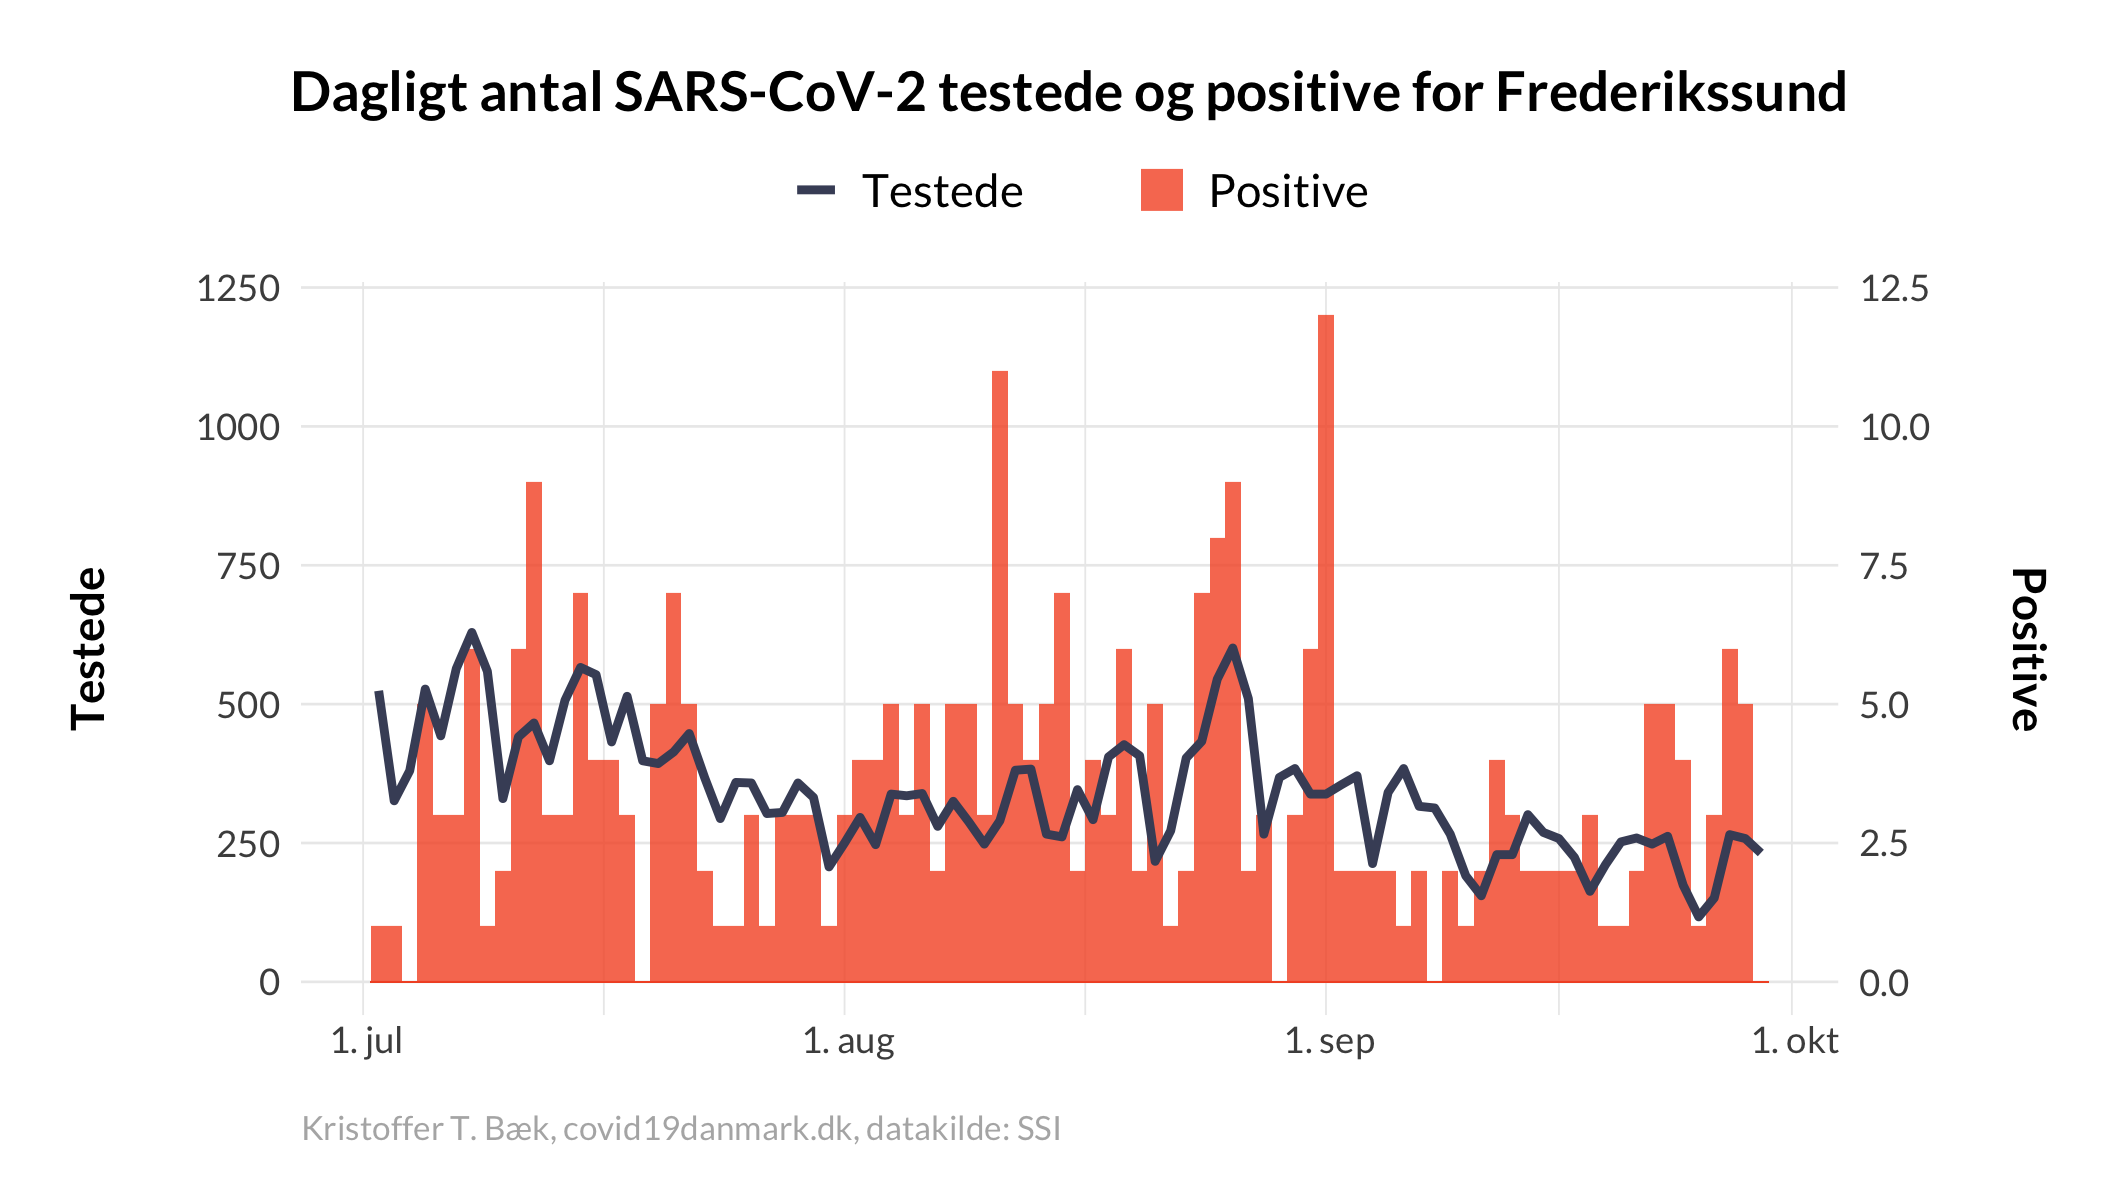 Dagligt antal SARS-CoV-2 testede og positive for Frederikssund
Testede Positive
1250 12.5
1000 10.0
750 7.5
500 5.0
250 2.5
0 0.0
Testede
Positive
1. jul 1. aug 1. sep 1. okt
Kristoffer T. Bæk, covid19danmark.dk, datakilde: SSI